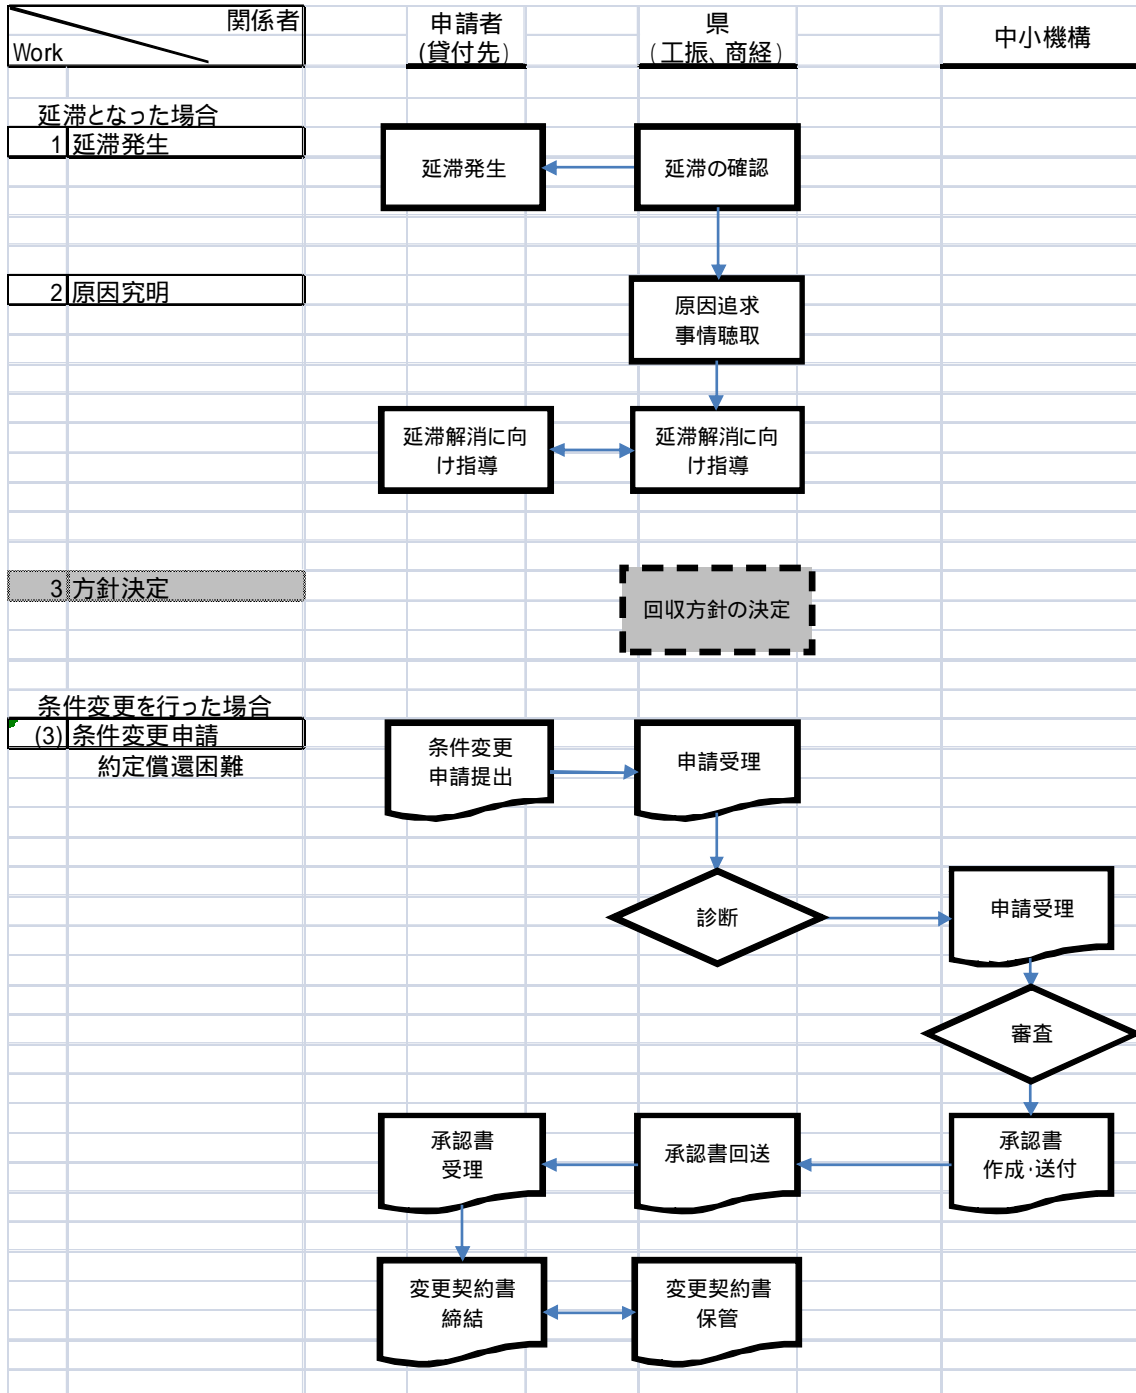 関係者
Work
申請者
(貸付先)
県
(工振、商経)
中小機構
延滞となった場合
1 延滞発生
延滞発生
延滞の確認
2 原因究明
原因追求
事情聴取
延滞解消に向
け指導
延滞解消に向
け指導
3 方針決定
回収方針の決定
条件変更を行った場合
(3) 条件変更申請
約定償還困難
条件変更
申請提出
申請受理
診断
申請受理
審査
承認書
受理
承認書回送
承認書
作成・送付
変更契約書
締結
変更契約書
保管